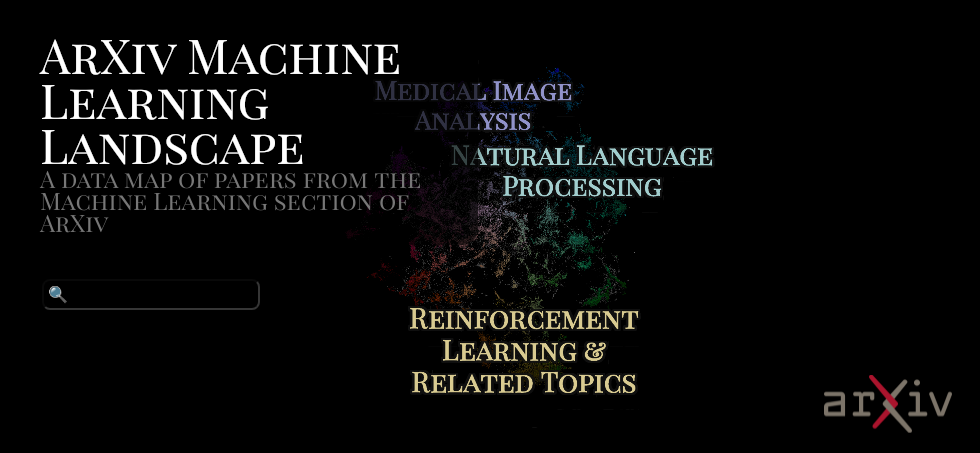 ArXiv Machine
Learning
Landscape
A data map of papers from the
Machine Learning section of
ArXiv
Medical Image
Analysis
Natural Language
Processing
Reinforcement
Learning &
Related Topics
arXiv